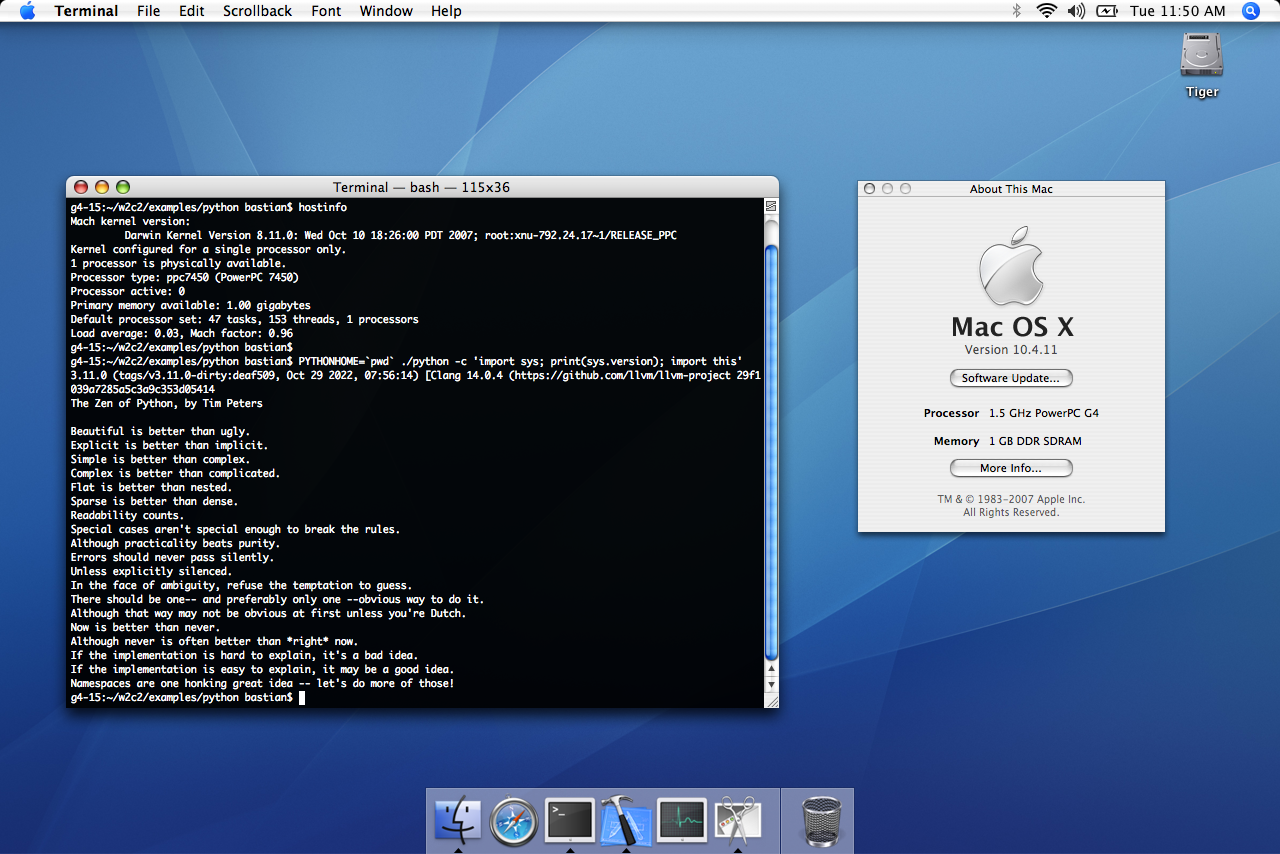 Terminal File Edit Scrollback Font Window Help Tue 11:50 AM
Tiger
Terminal — bash — 115x36
g4-15:~/w2c2/examples/python bastian$ hostinfo
Mach kernel version:
Darwin Kernel Version 8.11.0: Wed Oct 10 18:26:00 PDT 2007; root:xnu-792.24.17~1/RELEASE_PPC
Kernel configured for a single processor only.
1 processor is physically available.
Processor type: ppc7450 (PowerPC 7450)
Processor active: 0
Primary memory available: 1.00 gigabytes
Default processor set: 47 tasks, 153 threads, 1 processors
Load average: 0.03, Mach factor: 0.96
g4-15:~/w2c2/examples/python bastian$
g4-15:~/w2c2/examples/python bastian$ PYTHONHOME=`pwd` ./python -c 'import sys; print(sys.version); import this'
3.11.0 (tags/v3.11.0-dirty:deaf509, Oct 29 2022, 07:56:14) [Clang 14.0.4 (https://github.com/llvm/llvm-project 29f1
039a7285a5c3a9c353d05414
The Zen of Python, by Tim Peters
Beautiful is better than ugly.
Explicit is better than implicit.
Simple is better than complex.
Complex is better than complicated.
Flat is better than nested.
Sparse is better than dense.
Readability counts.
Special cases aren't special enough to break the rules.
Although practicality beats purity.
Errors should never pass silently.
Unless explicitly silenced.
In the face of ambiguity, refuse the temptation to guess.
There should be one-- and preferably only one --obvious way to do it.
Although that way may not be obvious at first unless you're Dutch.
Now is better than never.
Although never is often better than *right* now.
If the implementation is hard to explain, it's a bad idea.
If the implementation is easy to explain, it may be a good idea.
Namespaces are one honking great idea -- let's do more of those!
g4-15:~/w2c2/examples/python bastian$
About This Mac
Mac OS X
Version 10.4.11
Software Update...
Processor 1.5 GHz PowerPC G4
Memory 1 GB DDR SDRAM
More Info...
TM & © 1983-2007 Apple Inc.
All Rights Reserved.